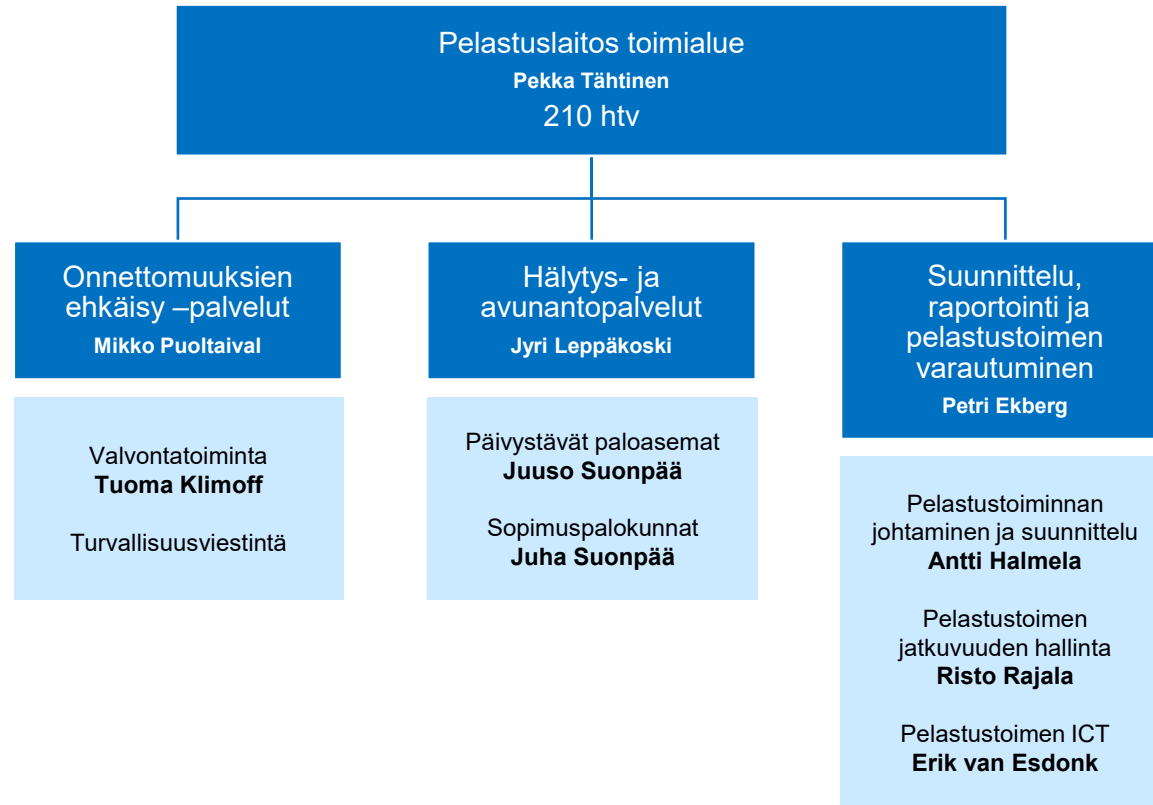 Pelastuslaitos toimialue
Pekka Tähtinen
210 htv
Onnettomuuksien
ehkäisy –palvelut
Mikko Puoltaival
Valvontatoiminta
Tuoma Klimoff
Turvallisuusviestintä
Hälytys- ja
avunantopalvelut
Jyri Leppäkoski
Päivystävät paloasemat
Juuso Suonpää
Sopimuspalokunnat
Juha Suonpää
Suunnittelu,
raportointi ja
pelastustoimen
varautuminen
Petri Ekberg
Pelastustoiminnan
johtaminen ja suunnittelu
Antti Halmela
Pelastustoimen
jatkuvuuden hallinta
Risto Rajala
Pelastustoimen ICT
Erik van Esdonk